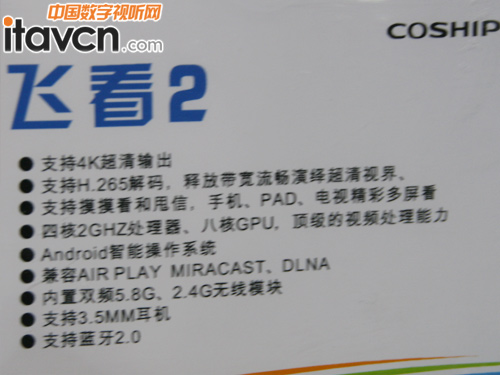 中国数字视听网
itavcn.com
COSHIP
飞看2
● 支持4K超清输出
● 支持H.265解码，释放带宽流畅演绎超清视界、
● 支持摸摸看和甩信，手机、PAD、电视精彩多屏看
● 四核2GHZ处理器、八核GPU，顶级的视频处理能力
● Android智能操作系统
● 兼容AIR PLAY MIRACAST、DLNA
● 内置双频5.8G、2.4G无线模块
● 支持3.5MM耳机
● 支持蓝牙2.0